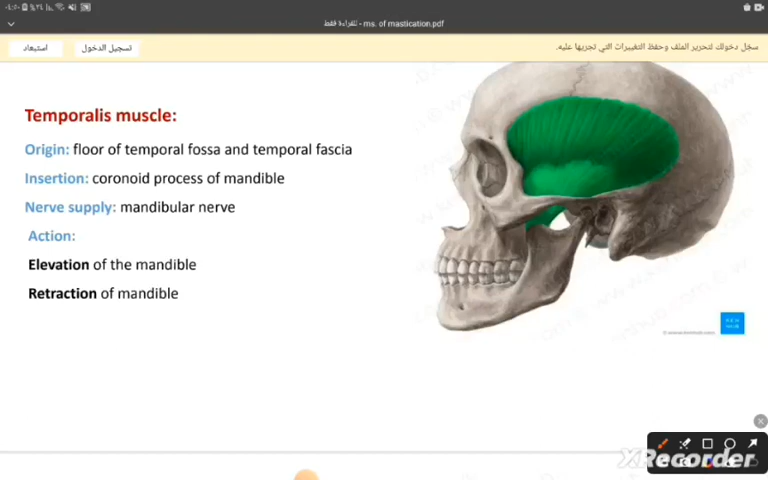 ms. of mastication.pdf - للقراءة فقط
سجّل دخولك لتحرير الملف وحفظ التغييرات التي تجريها عليه.
تسجيل الدخول
استبعاد
Temporalis muscle:
Origin: floor of temporal fossa and temporal fascia
Insertion: coronoid process of mandible
Nerve supply: mandibular nerve
Action:
Elevation of the mandible
Retraction of mandible
XRecorder